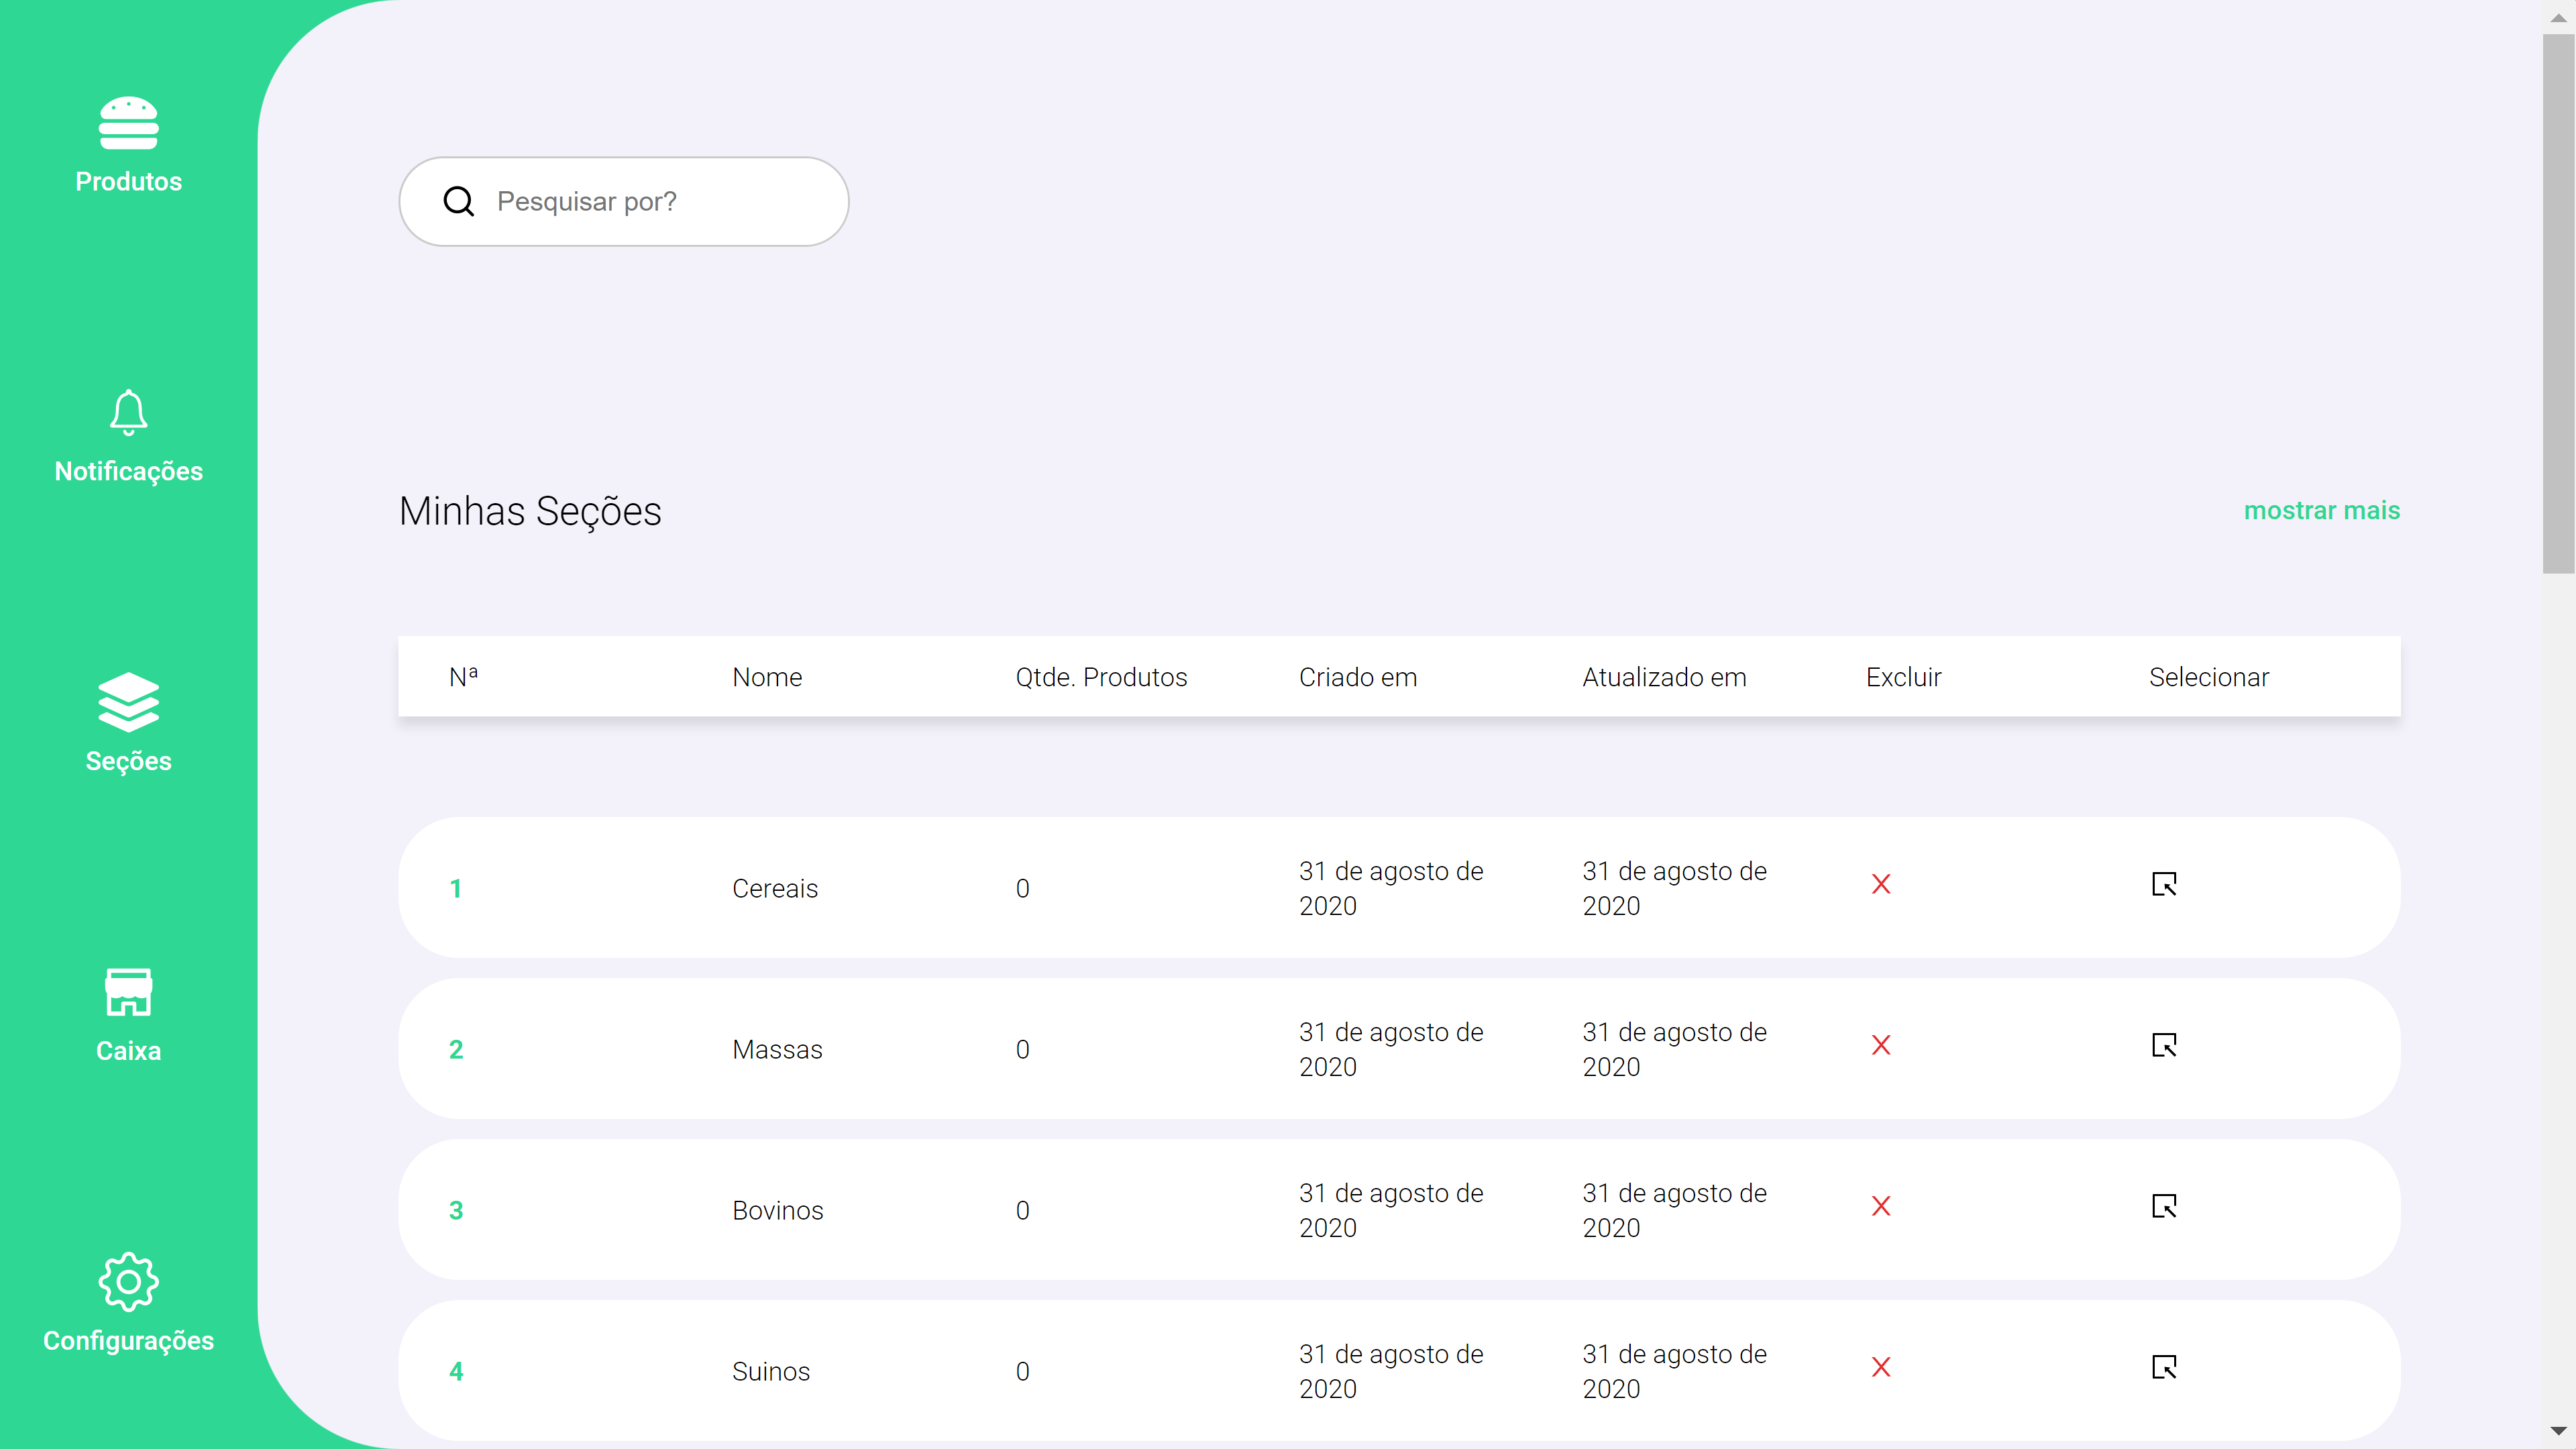 Produtos
Notificações
Seções
Caixa
Configurações
Pesquisar por?
Minhas Seções
mostrar mais
Nª Nome Qtde. Produtos Criado em Atualizado em Excluir Selecionar
1 Cereais 0 31 de agosto de 2020 31 de agosto de 2020
2 Massas 0 31 de agosto de 2020 31 de agosto de 2020
3 Bovinos 0 31 de agosto de 2020 31 de agosto de 2020
4 Suinos 0 31 de agosto de 2020 31 de agosto de 2020